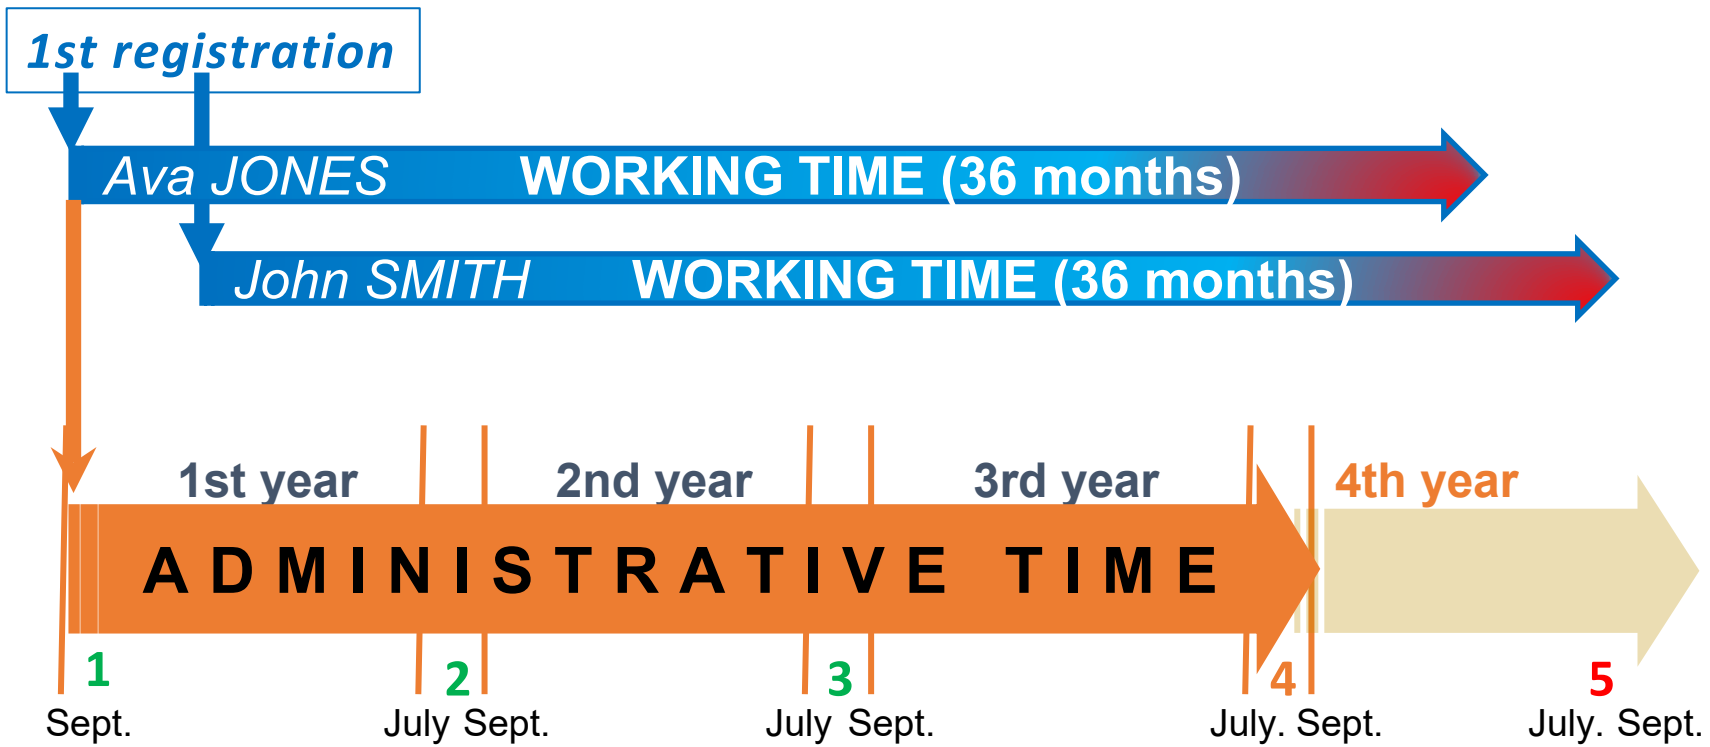 1st registration
Ava JONES WORKING TIME (36 months)
John SMITH WORKING TIME (36 months)
1st year 2nd year 3rd year 4th year
ADMINISTRATIVE TIME
1 2 3 4 5
Sept. July Sept. July Sept. July. Sept. July. Sept.